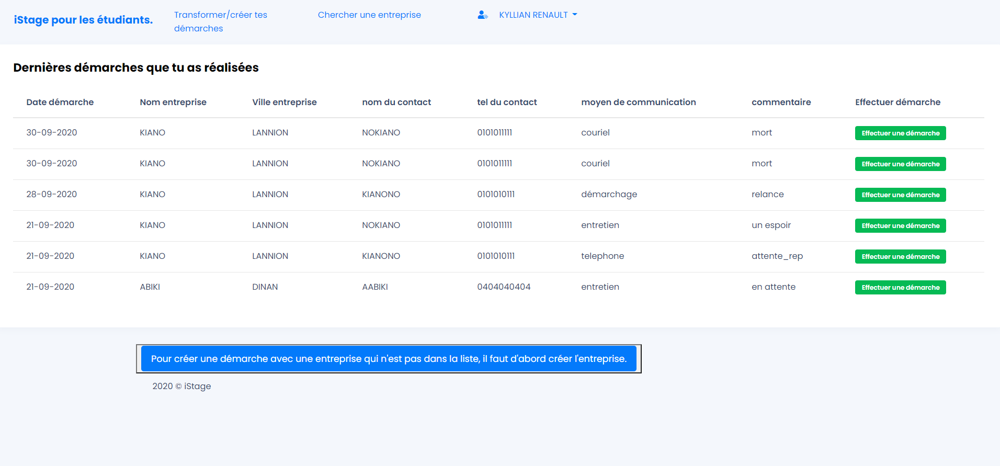 iStage pour les étudiants.
Transformer/créer tes
démarches
Chercher une entreprise
KYLLIAN RENAULT
Dernières démarches que tu as réalisées
Date démarche Nom entreprise Ville entreprise nom du contact tel du contact moyen de communication commentaire Effectuer démarche
30-09-2020 KIANO LANNION NOKIANO 0101011111 couriel mort Effectuer une démarche
30-09-2020 KIANO LANNION NOKIANO 0101011111 couriel mort Effectuer une démarche
28-09-2020 KIANO LANNION KIANONO 0101010111 démarchage relance Effectuer une démarche
21-09-2020 KIANO LANNION NOKIANO 0101011111 entretien un espoir Effectuer une démarche
21-09-2020 KIANO LANNION KIANONO 0101010111 telephone attente_rep Effectuer une démarche
21-09-2020 ABIKI DINAN AABIKI 0404040404 entretien en attente Effectuer une démarche
Pour créer une démarche avec une entreprise qui n'est pas dans la liste, il faut d'abord créer l'entreprise.
2020 © iStage